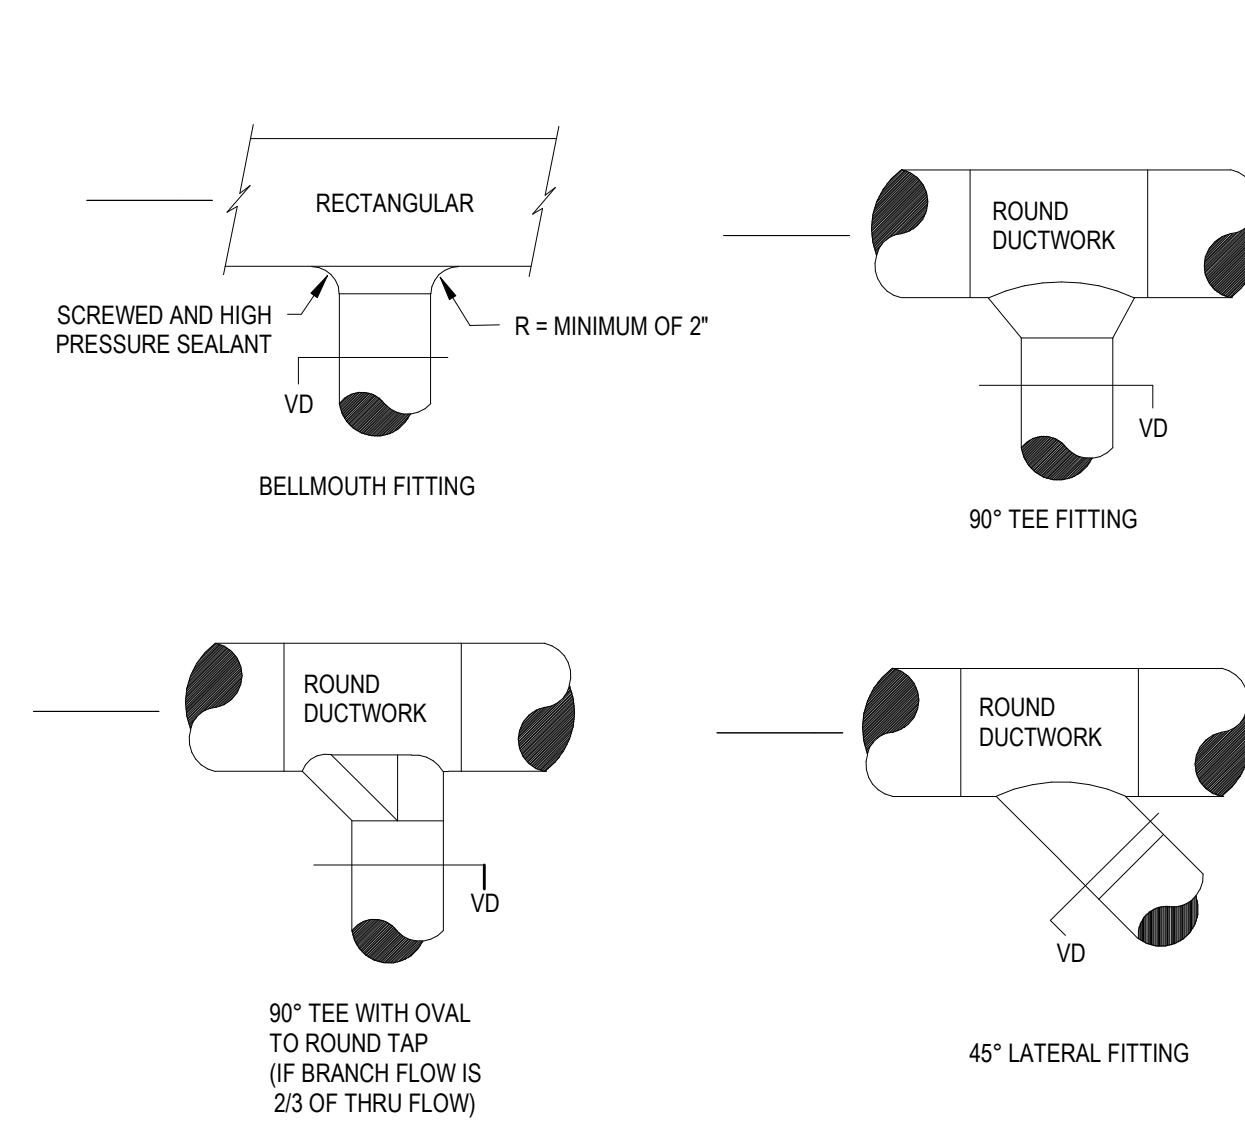 RECTANGULAR
SCREWED AND HIGH
PRESSURE SEALANT
R = MINIMUM OF 2"
VD
BELLMOUTH FITTING
ROUND
DUCTWORK
VD
90° TEE FITTING
ROUND
DUCTWORK
VD
90° TEE WITH OVAL
TO ROUND TAP
(IF BRANCH FLOW IS
2/3 OF THRU FLOW)
ROUND
DUCTWORK
VD
45° LATERAL FITTING